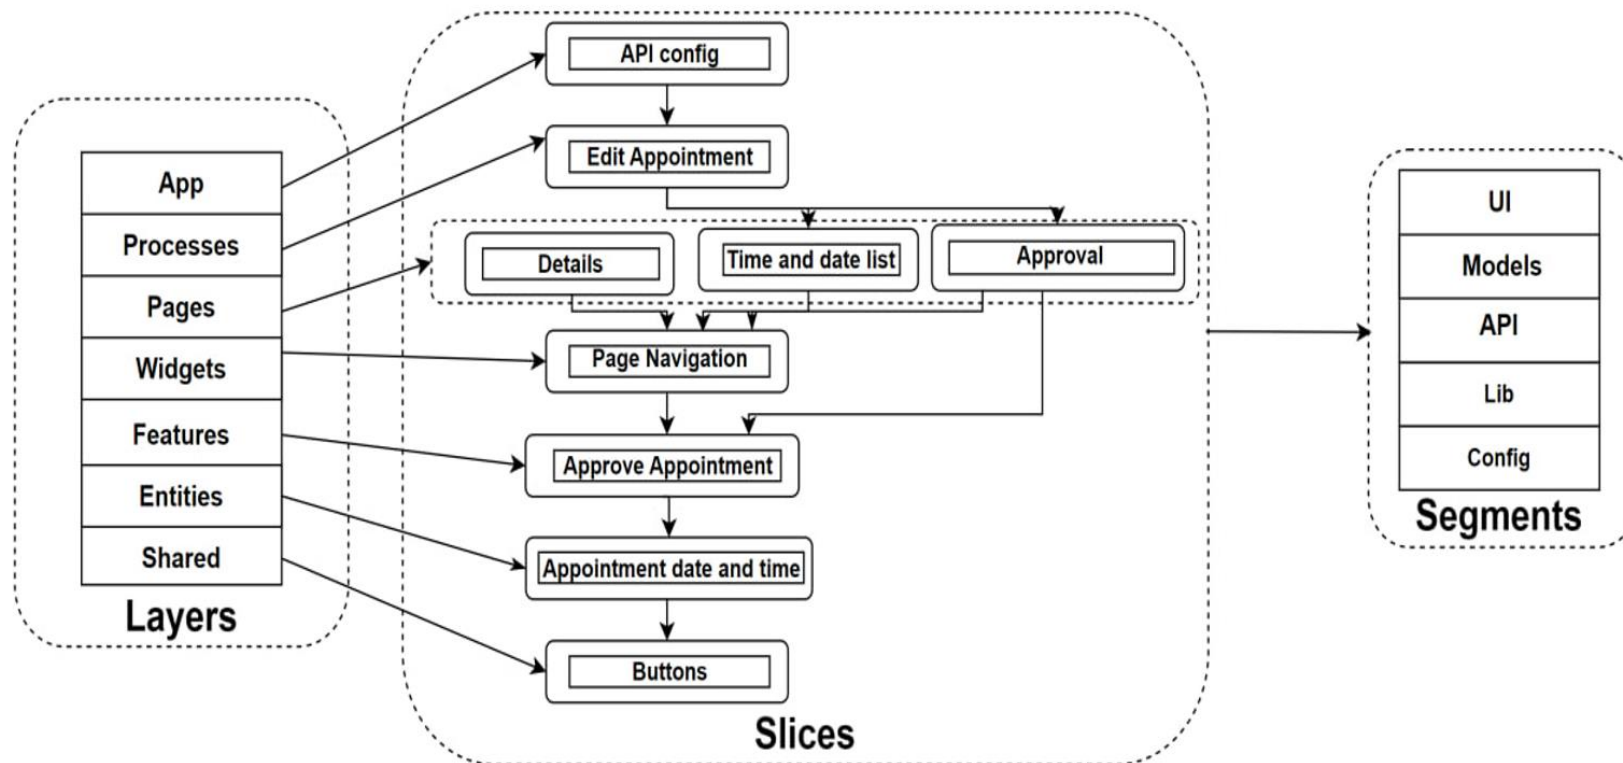 App
Processes
Pages
Widgets
Features
Entities
Shared
Layers
API config
Edit Appointment
Details
Time and date list
Approval
Page Navigation
Approve Appointment
Appointment date and time
Buttons
Slices
UI
Models
API
Lib
Config
Segments